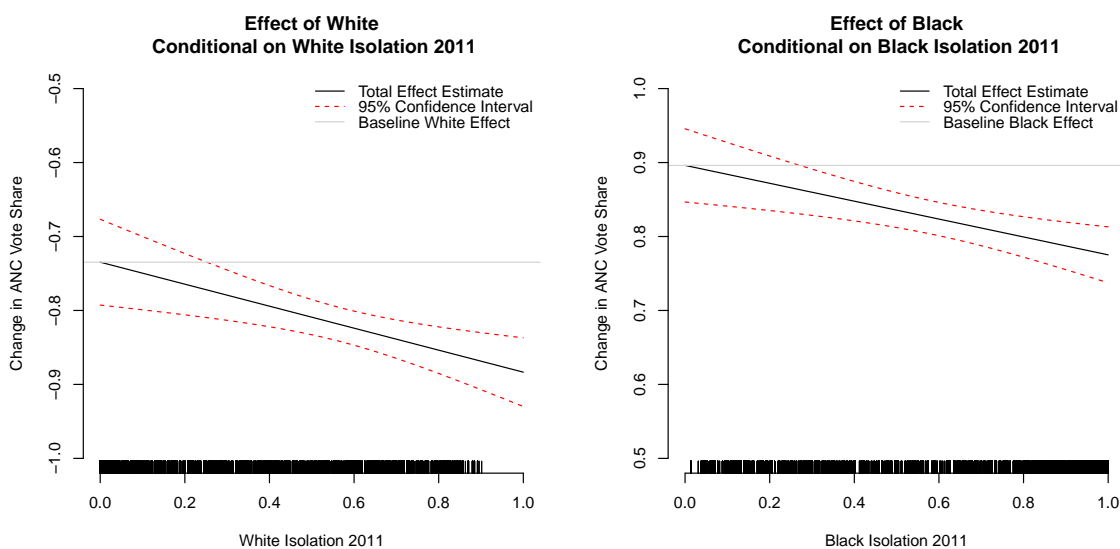 Effect of White
Conditional on White Isolation 2011
Total Effect Estimate
95% Confidence Interval
Baseline White Effect
Change in ANC Vote Share
-0.5
-0.6
-0.7
-0.8
-0.9
-1.0
0.0 0.2 0.4 0.6 0.8 1.0
White Isolation 2011
Effect of Black
Conditional on Black Isolation 2011
Total Effect Estimate
95% Confidence Interval
Baseline Black Effect
Change in ANC Vote Share
1.0
0.9
0.8
0.7
0.6
0.5
0.0 0.2 0.4 0.6 0.8 1.0
Black Isolation 2011